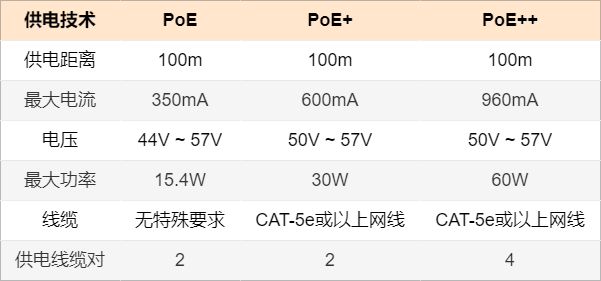 供电技术 PoE PoE+ PoE++
供电距离 100m 100m 100m
最大电流 350mA 600mA 960mA
电压 44V ~ 57V 50V ~ 57V 50V ~ 57V
最大功率 15.4W 30W 60W
线缆 无特殊要求 CAT-5e或以上网线 CAT-5e或以上网线
供电线缆对 2 2 4